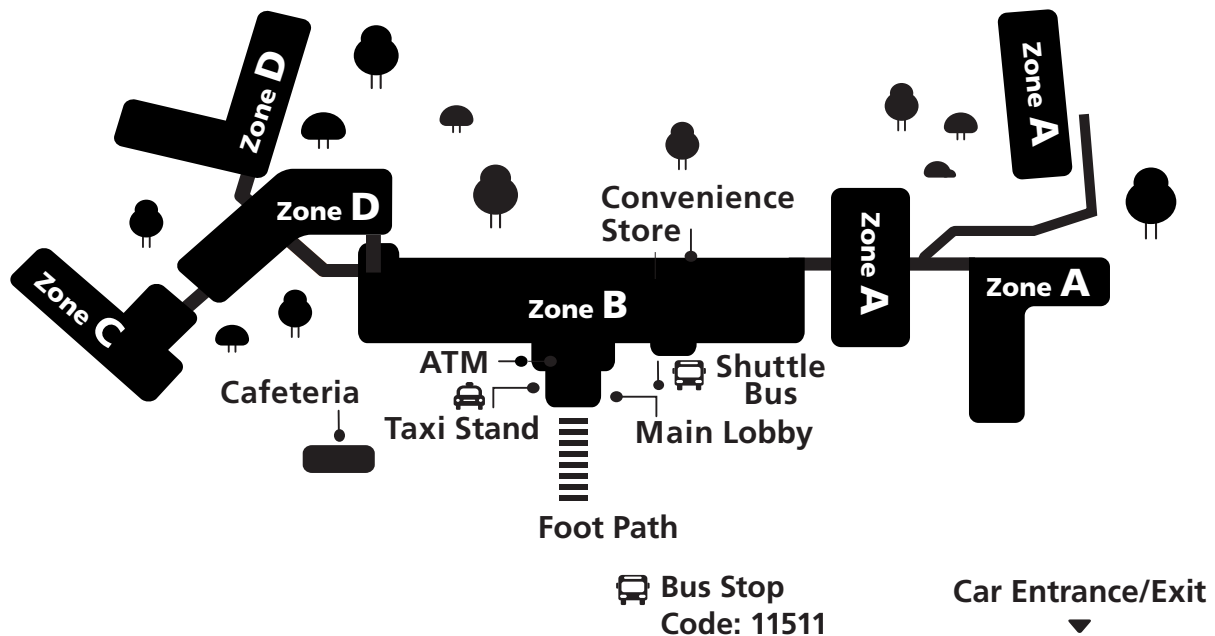 Zone D
Zone A
Zone D
Convenience
Store
Zone A
Zone C
Zone B
Zone A
ATM
Shuttle
Bus
Cafeteria
Taxi Stand
Main Lobby
Foot Path
Bus Stop
Code: 11511
Car Entrance/Exit